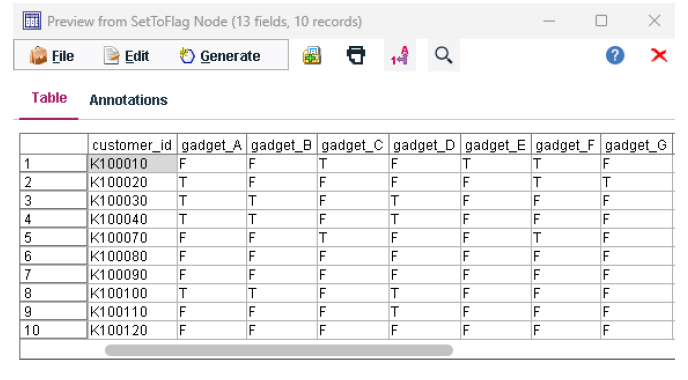 Preview from SetToFlag Node (13 fields, 10 records)
File Edit Generate
Table Annotations
customer_id gadget_A gadget_B gadget_C gadget_D gadget_E gadget_F gadget_G
1 K100010 F F T F T T F
2 K100020 T F F F F T T
3 K100030 T T F T F F F
4 K100040 T T F T F F F
5 K100070 F F T F F T F
6 K100080 F F F F F F F
7 K100090 F F F F F F F
8 K100100 T T F T F F F
9 K100110 F F F T F F F
10 K100120 F F F F F F F